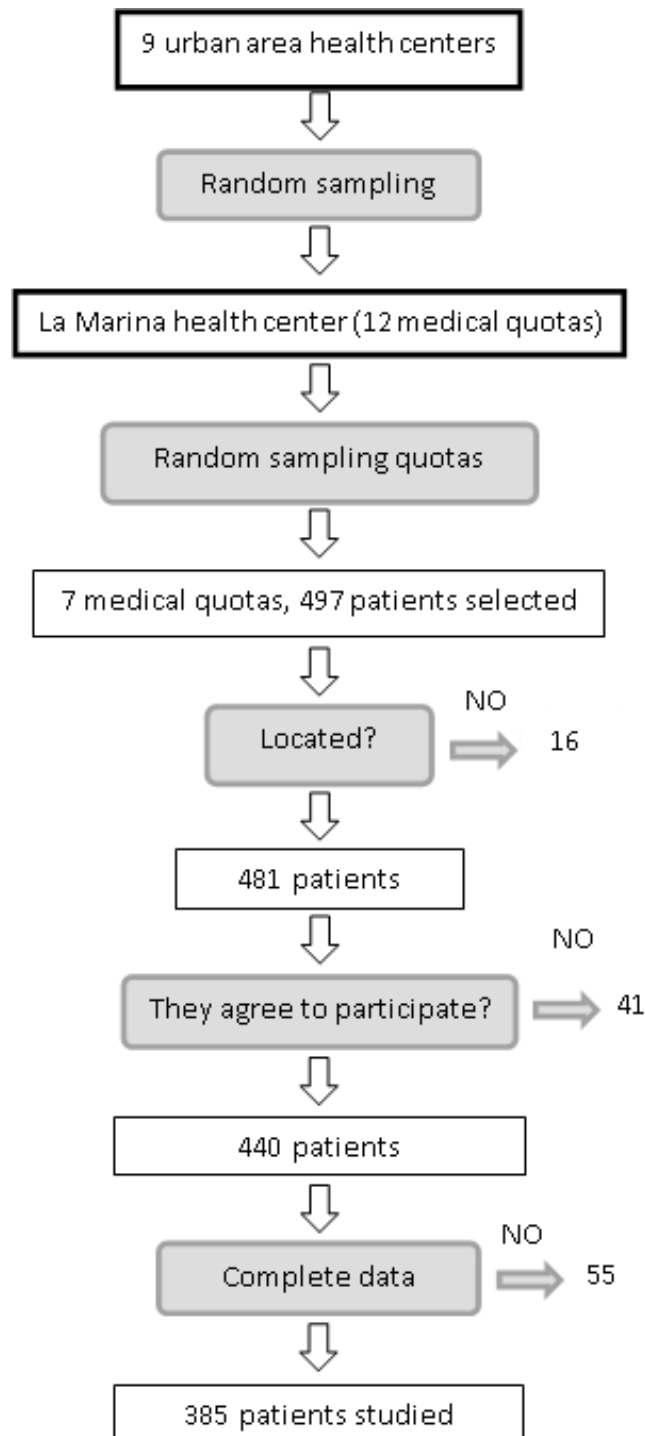 9 urban area health centers
Random sampling
La Marina health center (12 medical quotas)
Random sampling quotas
7 medical quotas, 497 patients selected
NO
Located?
16
481 patients
NO
They agree to participate?
41
440 patients
NO
Complete data
55
385 patients studied